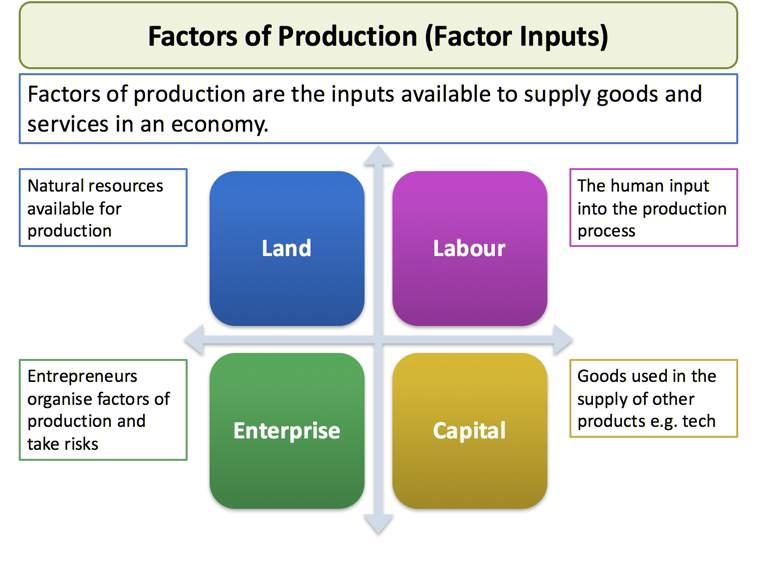 Factors of Production (Factor Inputs)
Factors of production are the inputs available to supply goods and
services in an economy.
Natural resources
available for
production
Land
Labour
The human input
into the production
process
Entrepreneurs
organise factors of
production and
take risks
Enterprise
Capital
Goods used in the
supply of other
products e.g. tech